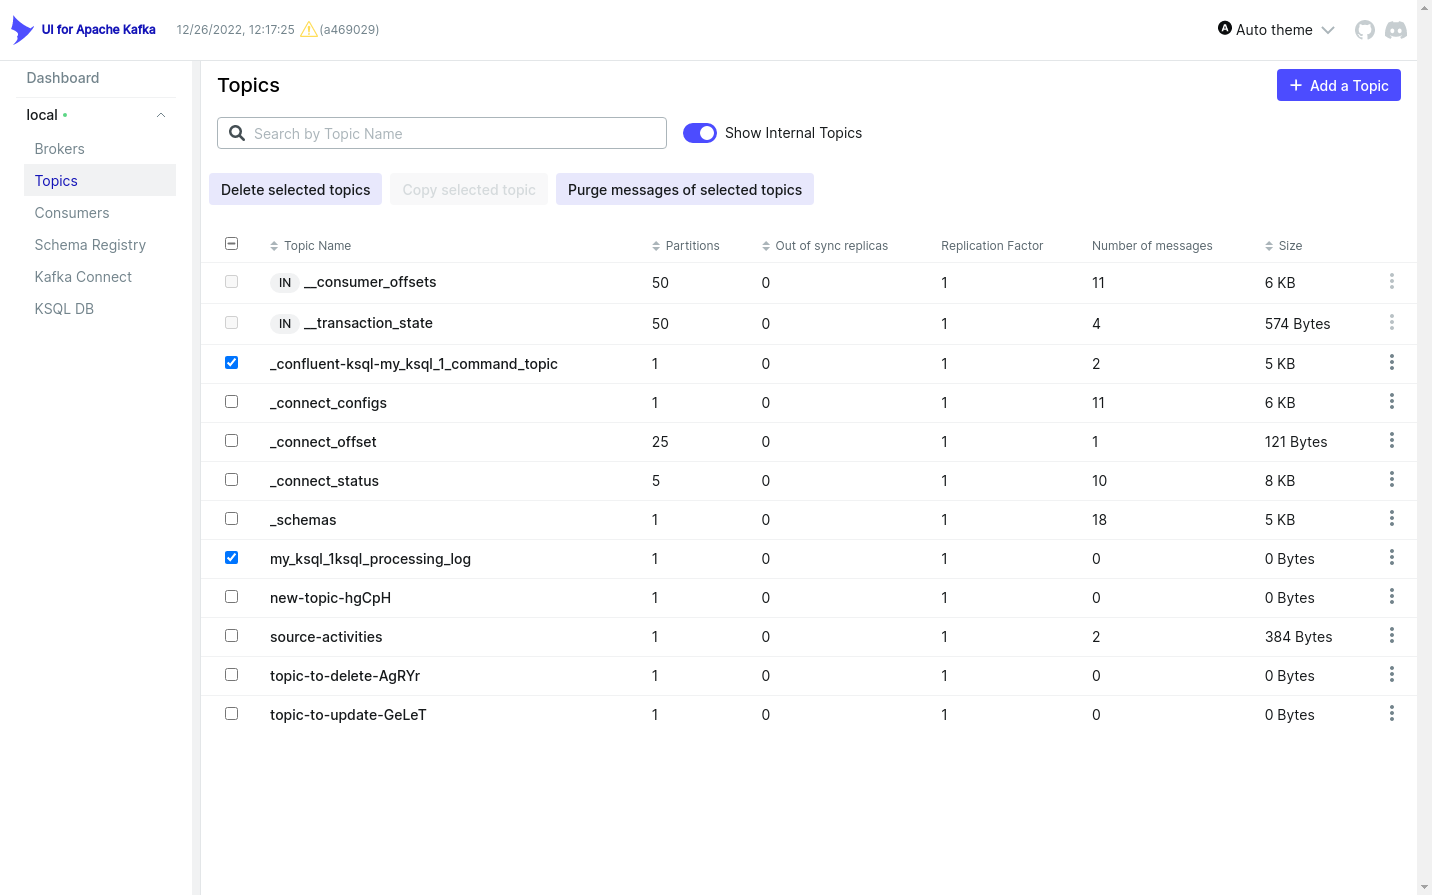 UI for Apache Kafka 12/26/2022, 12:17:25 (a469029) A Auto theme
Dashboard
local
Brokers
Topics
Consumers
Schema Registry
Kafka Connect
KSQL DB
Topics
Add a Topic
Search by Topic Name
Show Internal Topics
Delete selected topics Copy selected topic Purge messages of selected topics
Topic Name Partitions Out of sync replicas Replication Factor Number of messages Size
IN __consumer_offsets 50 0 1 11 6 KB
IN __transaction_state 50 0 1 4 574 Bytes
_confluent-ksql-my_ksql_1_command_topic 1 0 1 2 5 KB
_connect_configs 1 0 1 11 6 KB
_connect_offset 25 0 1 1 121 Bytes
_connect_status 5 0 1 10 8 KB
_schemas 1 0 1 18 5 KB
my_ksql_1ksql_processing_log 1 0 1 0 0 Bytes
new-topic-hgCpH 1 0 1 0 0 Bytes
source-activities 1 0 1 2 384 Bytes
topic-to-delete-AgRYr 1 0 1 0 0 Bytes
topic-to-update-GeLeT 1 0 1 0 0 Bytes